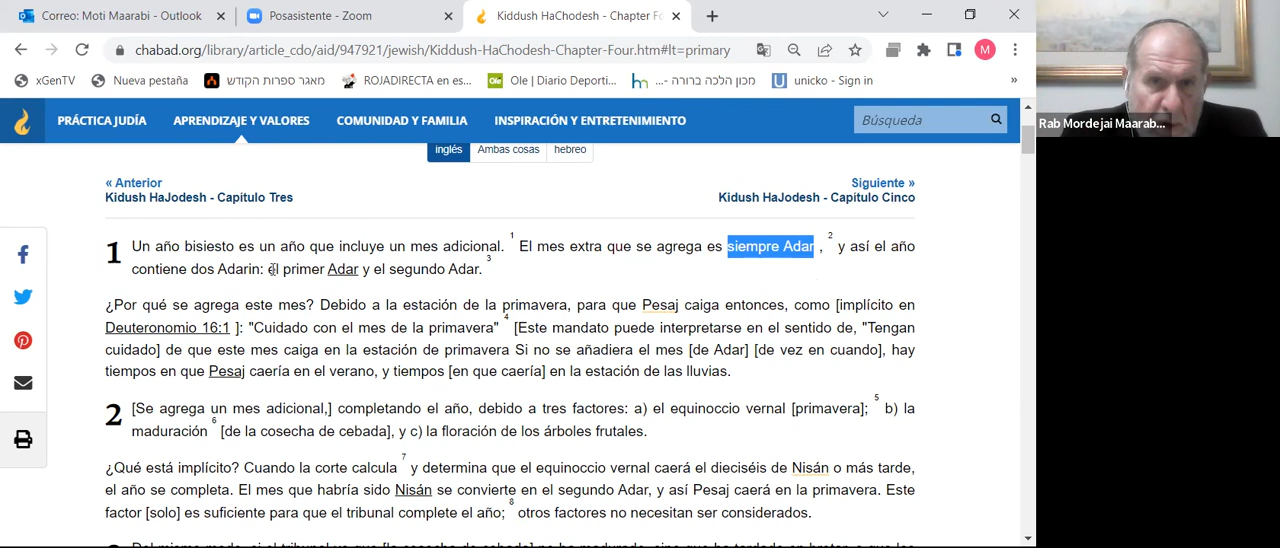 Correo: Moti Maarabi - Outlook
Posasistente - Zoom
Kiddush HaChodesh - Chapter Fo
chabad.org/library/article_cdo/aid/947921/jewish/Kiddush-HaChodesh-Chapter-Four.htm#lt=primary
M
xGenTV
Nueva pestaña
מאגר ספרות הקודש
ROJADIRECTA en es...
Ole | Diario Deporti...
מכון הלכה ברורה -...
unicko - Sign in
»
PRÁCTICA JUDÍA
APRENDIZAJE Y VALORES
COMUNIDAD Y FAMILIA
INSPIRACIÓN Y ENTRETENIMIENTO
Búsqueda
Rab Mordejai Maarab...
inglés
Ambas cosas
hebreo
« Anterior
Siguiente »
Kidush HaJodesh - Capítulo Tres
Kidush HaJodesh - Capítulo Cinco
1 Un año bisiesto es un año que incluye un mes adicional. 1 El mes extra que se agrega es siempre Adar , 2 y así el año
contiene dos Adarin: el primer Adar y el segundo Adar. 3
¿Por qué se agrega este mes? Debido a la estación de la primavera, para que Pesaj caiga entonces, como [implícito en
Deuteronomio 16:1 ]: "Cuidado con el mes de la primavera" 4 [Este mandato puede interpretarse en el sentido de, "Tengan
cuidado] de que este mes caiga en la estación de primavera Si no se añadiera el mes [de Adar] [de vez en cuando], hay
tiempos en que Pesaj caería en el verano, y tiempos [en que caería] en la estación de las lluvias.
2 [Se agrega un mes adicional,] completando el año, debido a tres factores: a) el equinoccio vernal [primavera]; 5 b) la
maduración 6 [de la cosecha de cebada], y c) la floración de los árboles frutales.
¿Qué está implícito? Cuando la corte calcula 7 y determina que el equinoccio vernal caerá el dieciséis de Nisán o más tarde,
el año se completa. El mes que habría sido Nisán se convierte en el segundo Adar, y así Pesaj caerá en la primavera. Este
factor [solo] es suficiente para que el tribunal complete el año; 8 otros factores no necesitan ser considerados.